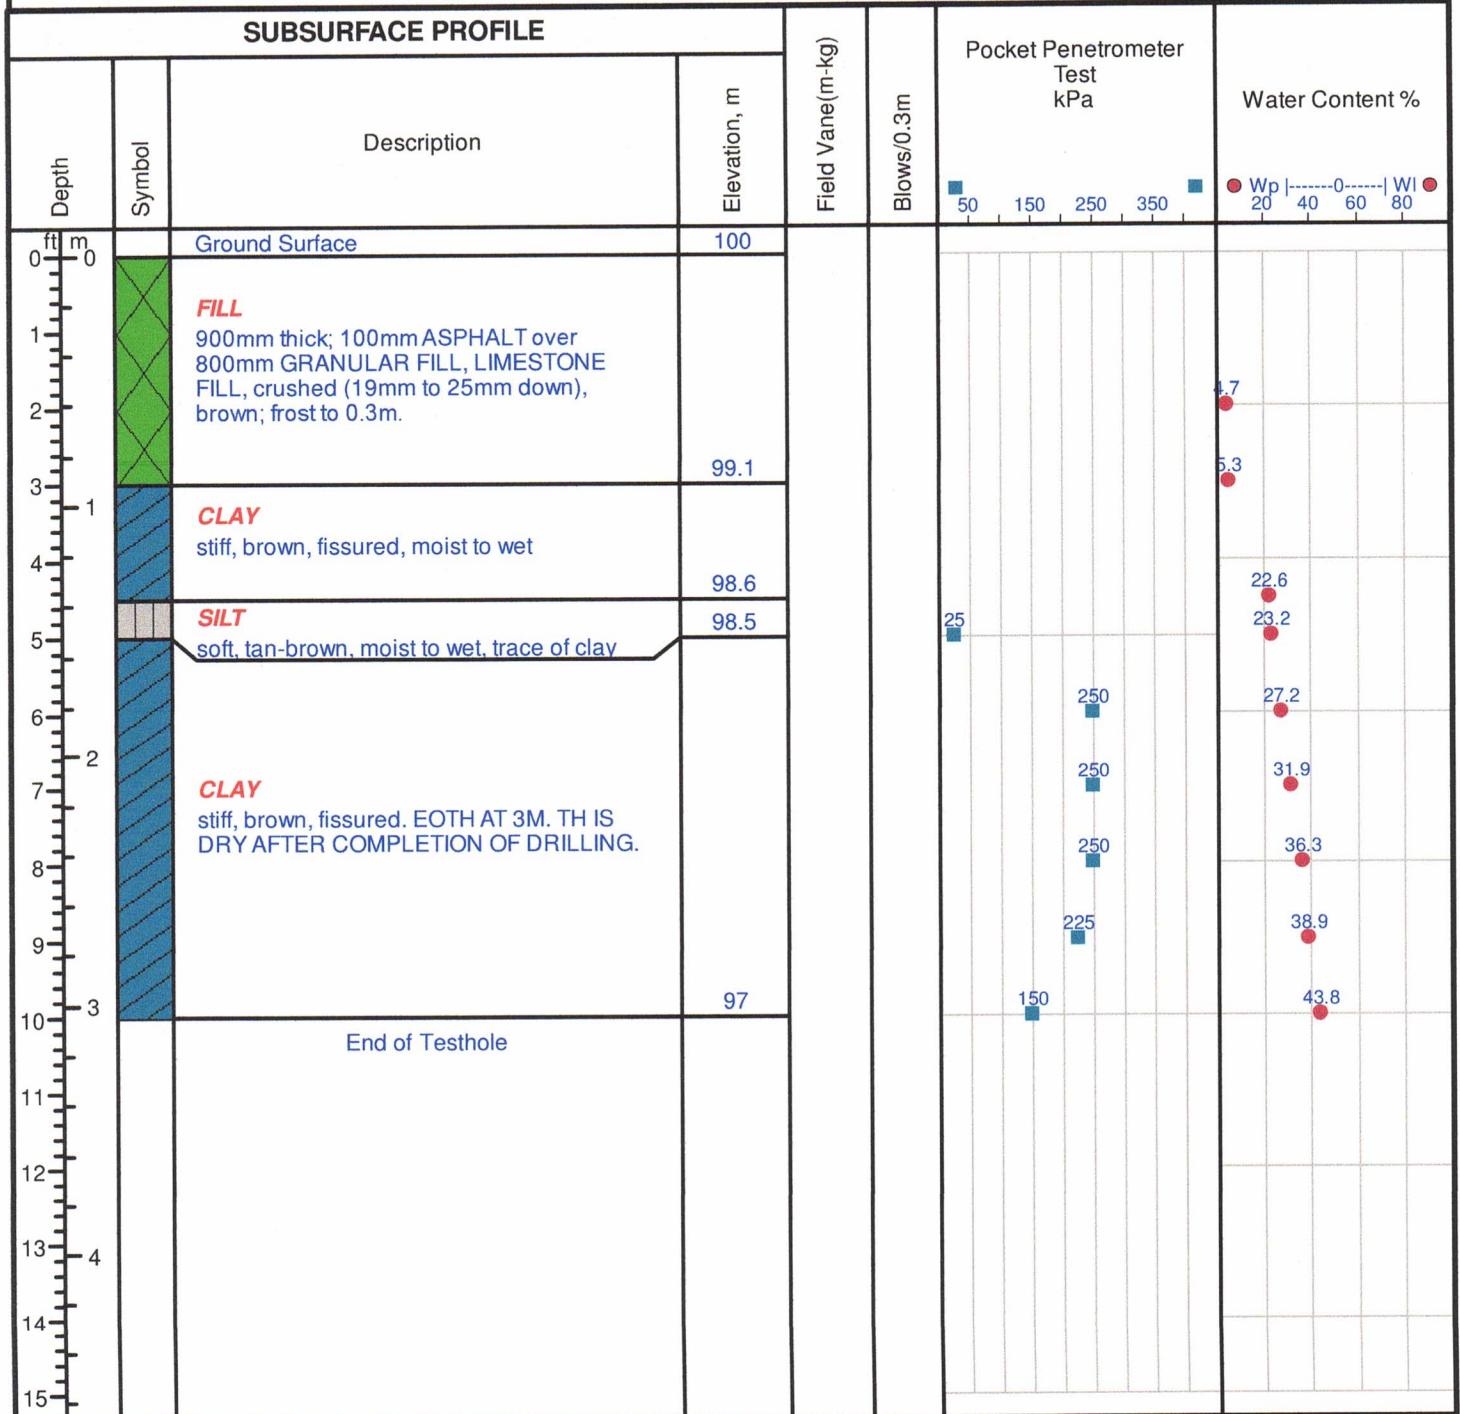 SUBSURFACE PROFILE
Depth
Symbol
Description
Elevation, m
Field Vane(m-kg)
Blows/0.3m
Pocket Penetrometer
Test
kPa
50 150 250 350
Water Content %
Wp |-------0------| Wl
20 40 60 80
ft m
Ground Surface 100
0 0
FILL
900mm thick; 100mm ASPHALT over
800mm GRANULAR FILL, LIMESTONE
FILL, crushed (19mm to 25mm down),
brown; frost to 0.3m.
1
4.7
2
99.1
5.3
3
1
CLAY
stiff, brown, fissured, moist to wet
4
98.6
22.6
SILT
98.5
25
23.2
soft, tan-brown, moist to wet, trace of clay
5
250
27.2
6
2
250
31.9
7
CLAY
stiff, brown, fissured. EOTH AT 3M. TH IS
DRY AFTER COMPLETION OF DRILLING.
250
36.3
8
225
38.9
9
97
150
43.8
3
10
End of Testhole
11
12
13
4
14
15